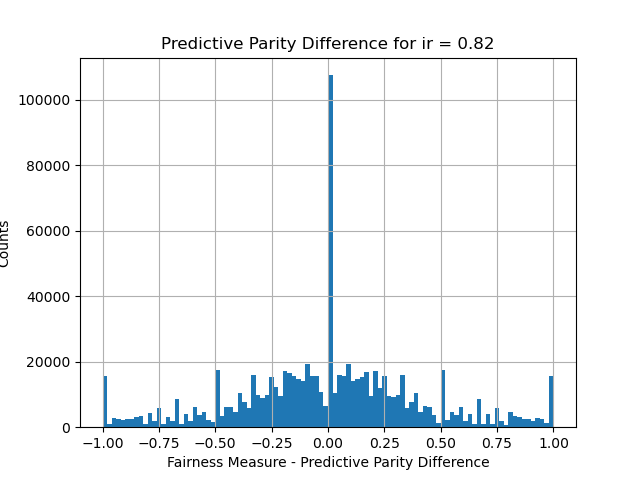 Predictive Parity Difference for ir = 0.82
100000
80000
60000
40000
20000
0
Counts
−1.00 −0.75 −0.50 −0.25 0.00 0.25 0.50 0.75 1.00
Fairness Measure - Predictive Parity Difference